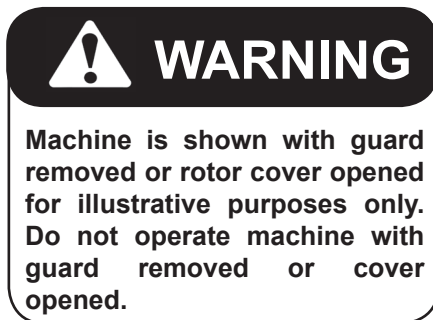 WARNING
Machine is shown with guard
removed or rotor cover opened
for illustrative purposes only.
Do not operate machine with
guard removed or cover
opened.